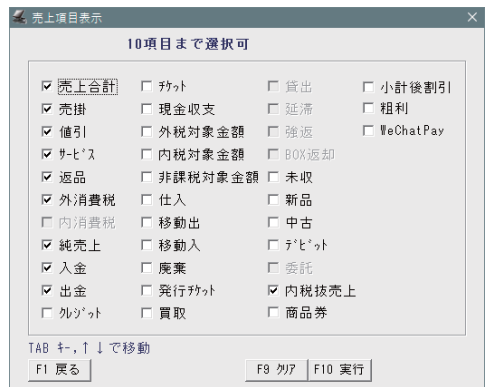 売上項目表示
10項目まで選択可
売上合計
売掛
値引
ｻｰﾋﾞｽ
返品
外消費税
内消費税
純売上
入金
出金
ｸﾚｼﾞｯﾄ
ﾁｹｯﾄ
現金収支
外税対象金額
内税対象金額
非課税対象金額
仕入
移動出
移動入
廃棄
発行ﾁｹｯﾄ
買取
貸出
延滞
強返
BOX返却
未収
新品
中古
ﾃﾞﾋﾞｯﾄ
委託
内税抜売上
商品券
小計後割引
粗利
WeChatPay
TAB ｷｰ,↑↓で移動
F1 戻る
F9 ｸﾘｱ
F10 実行